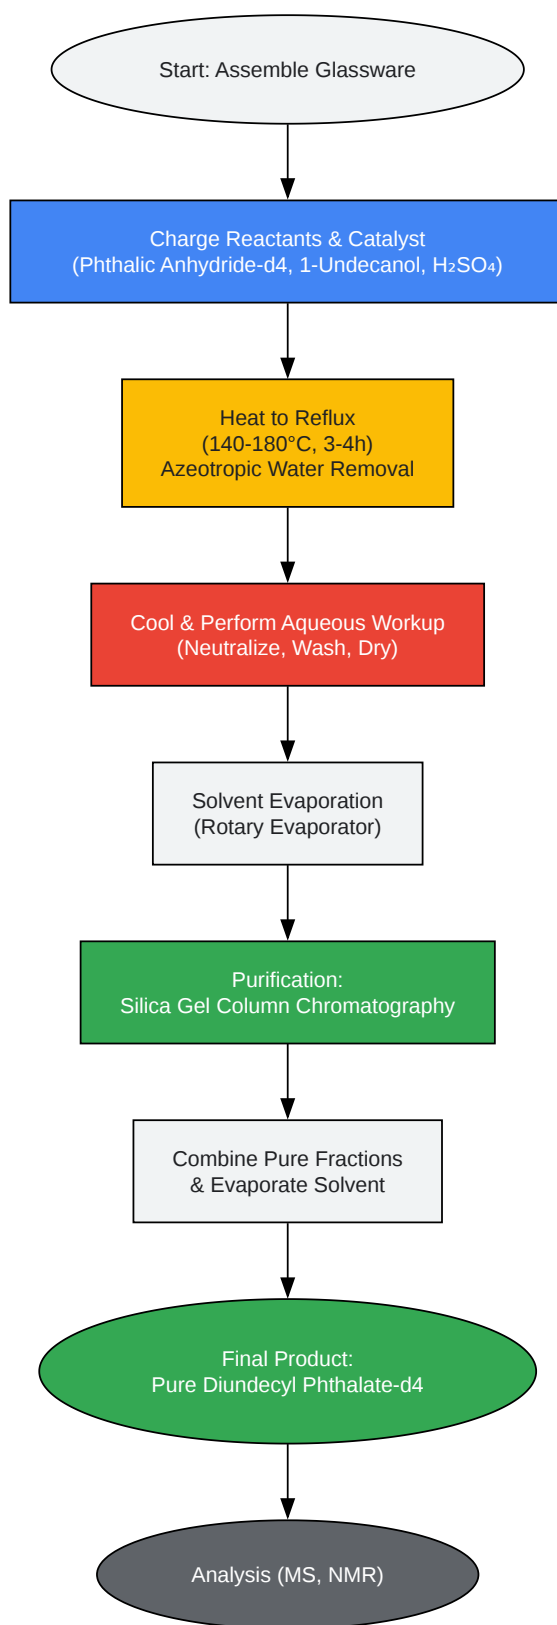 Start: Assemble Glassware
Charge Reactants & Catalyst
(Phthalic Anhydride-d4, 1-Undecanol, H₂SO₄)
Heat to Reflux
(140-180°C, 3-4h)
Azeotropic Water Removal
Cool & Perform Aqueous Workup
(Neutralize, Wash, Dry)
Solvent Evaporation
(Rotary Evaporator)
Purification:
Silica Gel Column Chromatography
Combine Pure Fractions
& Evaporate Solvent
Final Product:
Pure Diundecyl Phthalate-d4
Analysis (MS, NMR)